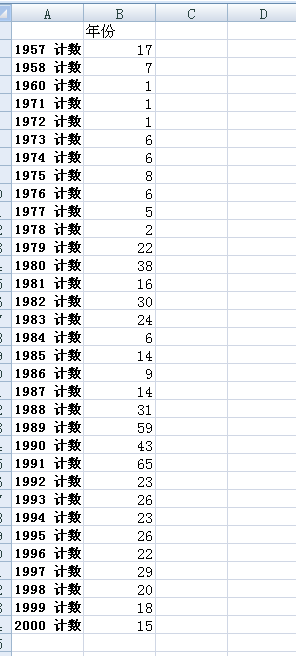 A B C D
年份
1957 计数 17
1958 计数 7
1960 计数 1
1971 计数 1
1972 计数 1
1973 计数 6
1974 计数 6
1975 计数 8
1976 计数 6
1977 计数 5
1978 计数 2
1979 计数 22
1980 计数 38
1981 计数 16
1982 计数 30
1983 计数 24
1984 计数 6
1985 计数 14
1986 计数 9
1987 计数 14
1988 计数 31
1989 计数 59
1990 计数 43
1991 计数 65
1992 计数 23
1993 计数 26
1994 计数 23
1995 计数 26
1996 计数 22
1997 计数 29
1998 计数 20
1999 计数 18
2000 计数 15